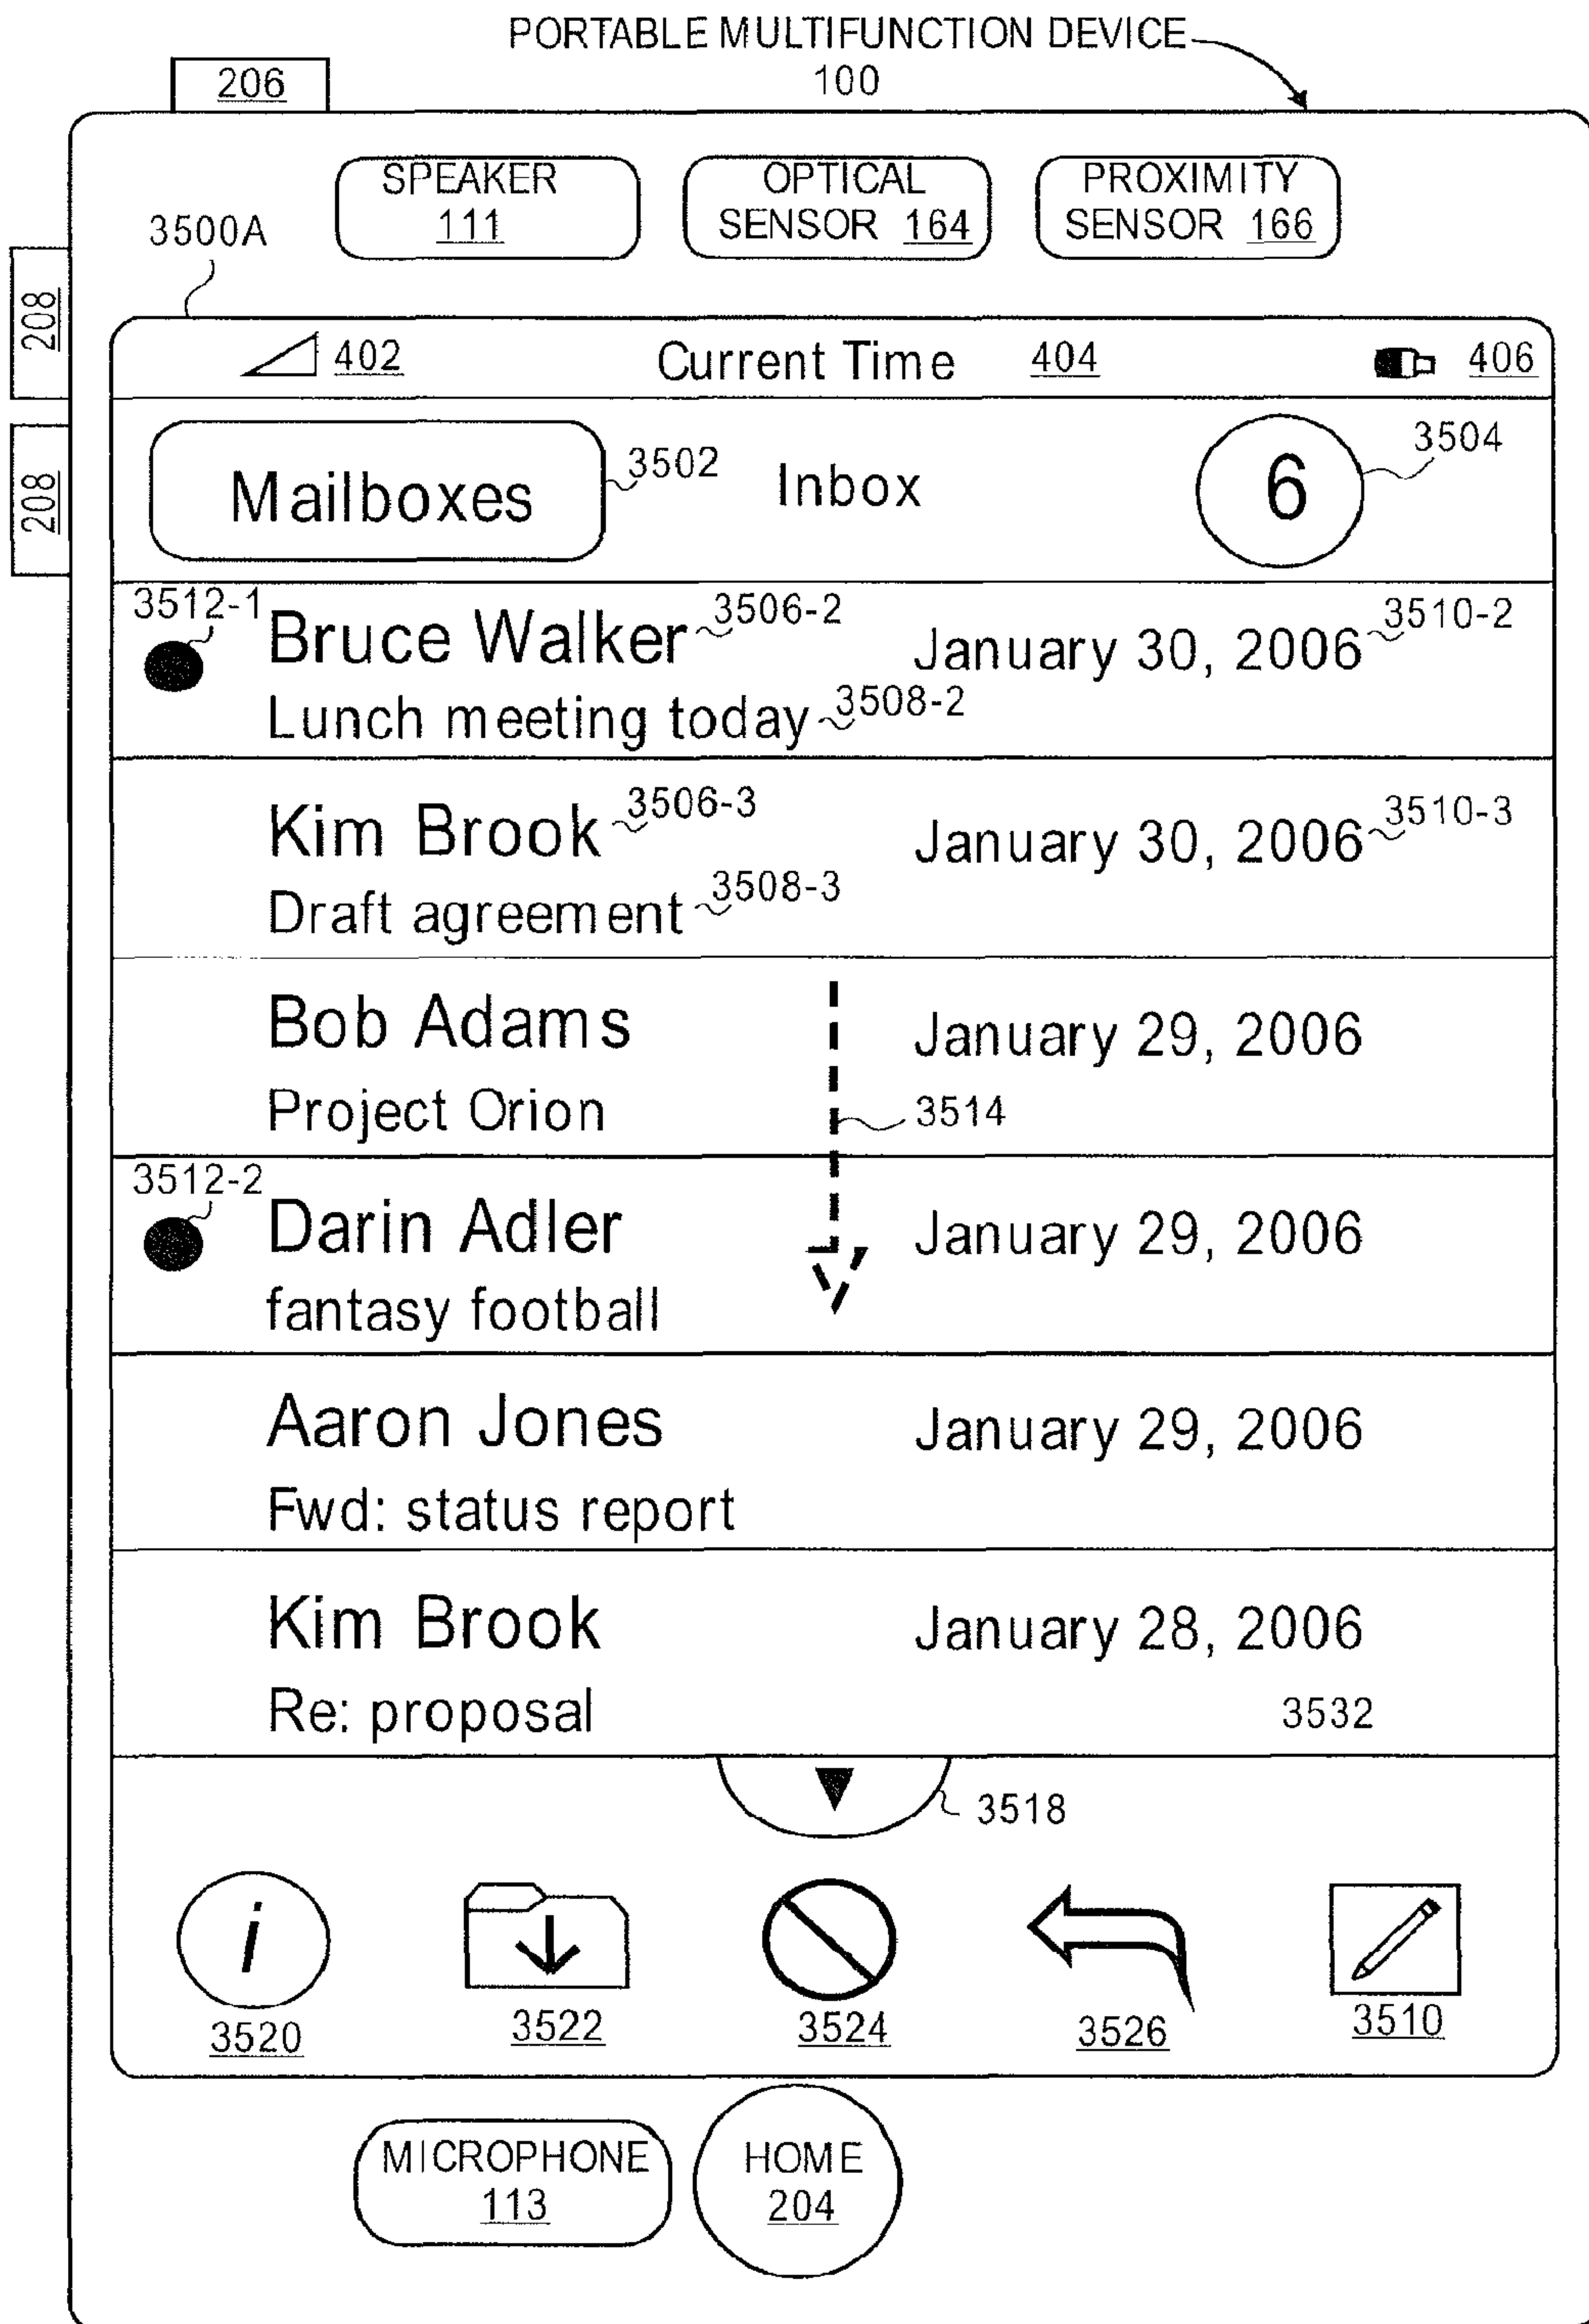 PORTABLE MULTIFUNCTION DEVICE
100
206
SPEAKER
111
OPTICAL
SENSOR 164
PROXIMITY
SENSOR 166
3500A
208
208
402 Current Time 404 406
Mailboxes 3502 Inbox 6 3504
3512-1 Bruce Walker 3506-2 January 30, 2006 3510-2
Lunch meeting today 3508-2
Kim Brook 3506-3 January 30, 2006 3510-3
Draft agreement 3508-3
Bob Adams January 29, 2006
Project Orion 3514
3512-2 Darin Adler January 29, 2006
fantasy football
Aaron Jones January 29, 2006
Fwd: status report
Kim Brook January 28, 2006
Re: proposal 3532
3518
i
3520 3522 3524 3526 3510
MICROPHONE
113
HOME
204